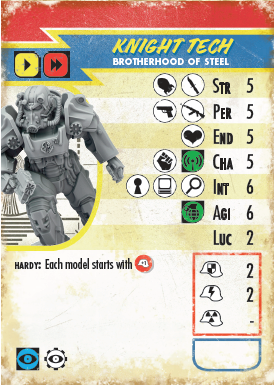 KNIGHT TECH
BROTHERHOOD OF STEEL
STR 5
PER 5
END 5
CHA 5
INT 6
AGI 6
LUC 2
HARDY: Each model starts with
2
2
-